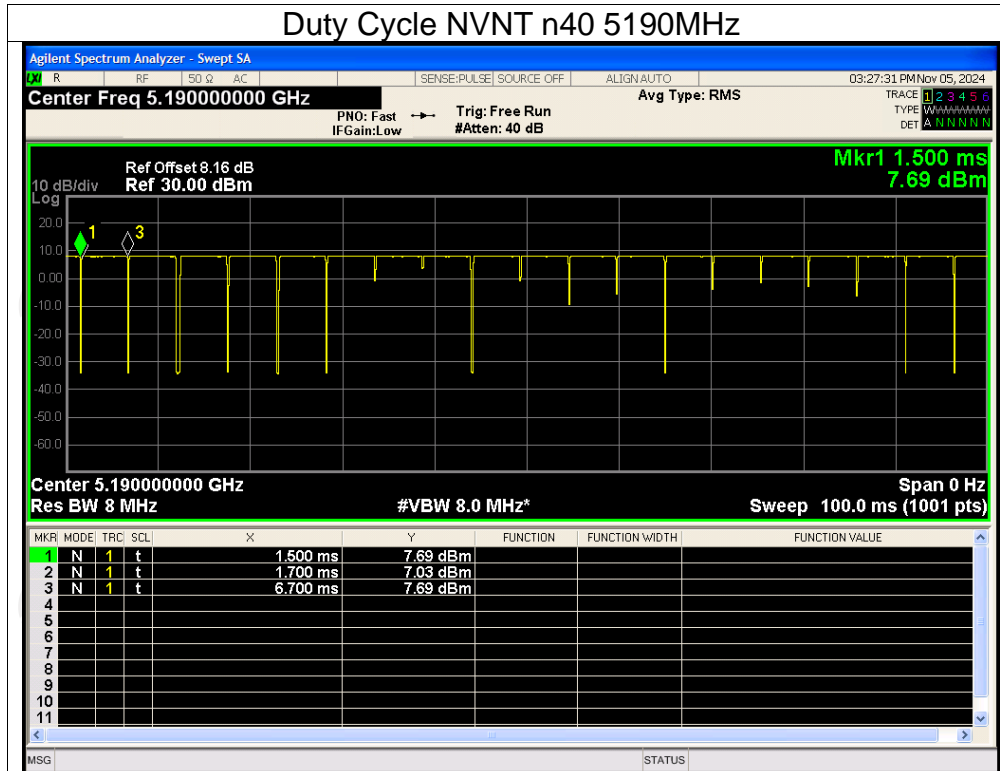 Duty Cycle NVNT n40 5190MHz
Agilent Spectrum Analyzer - Swept SA
LXI R RF 50 Ω AC SENSE:PULSE SOURCE OFF ALIGN AUTO 03:27:31 PM Nov 05, 2024
Center Freq 5.190000000 GHz Avg Type: RMS TRACE 1 2 3 4 5 6
PNO: Fast Trig: Free Run TYPE WWWWWW
IFGain:Low #Atten: 40 dB DET A N N N N N
Mkr1 1.500 ms
Ref Offset 8.16 dB
10 dB/div Ref 30.00 dBm 7.69 dBm
Log
20.0
1 3
10.0
0.00
-10.0
-20.0
-30.0
-40.0
-50.0
-60.0
Center 5.190000000 GHz Span 0 Hz
Res BW 8 MHz #VBW 8.0 MHz* Sweep 100.0 ms (1001 pts)
MKR MODE TRC SCL X Y FUNCTION FUNCTION WIDTH FUNCTION VALUE
1 N 1 t 1.500 ms 7.69 dBm
2 N 1 t 1.700 ms 7.03 dBm
3 N 1 t 6.700 ms 7.69 dBm
4
5
6
7
8
9
10
11
MSG STATUS